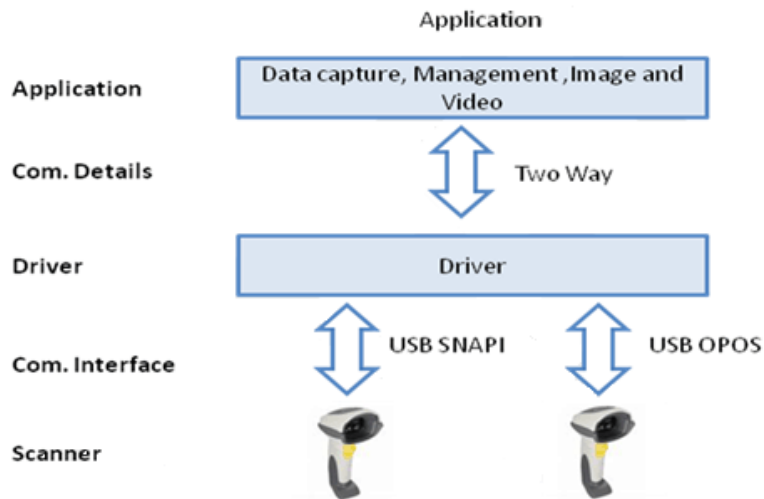 Application
Application
Data capture, Management ,Image and
Video
Com. Details
Two Way
Driver
Driver
USB SNAPI
USB OPOS
Com. Interface
Scanner